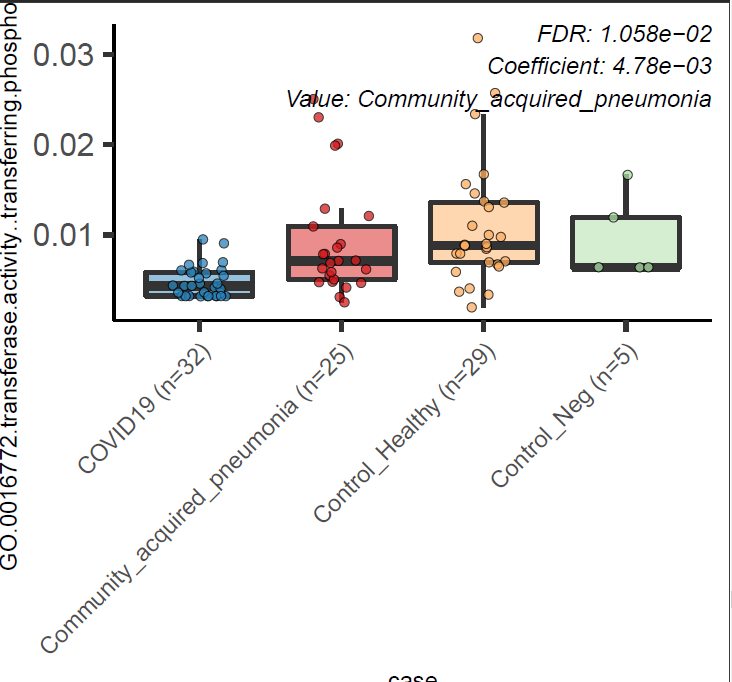 FDR: 1.058e−02
Coefficient: 4.78e−03
Value: Community_acquired_pneumonia
GO.0016772.transferase.activity..transferring.phospho
0.03
0.02
0.01
COVID19 (n=32)
Community_acquired_pneumonia (n=25)
Control_Healthy (n=29)
Control_Neg (n=5)
case